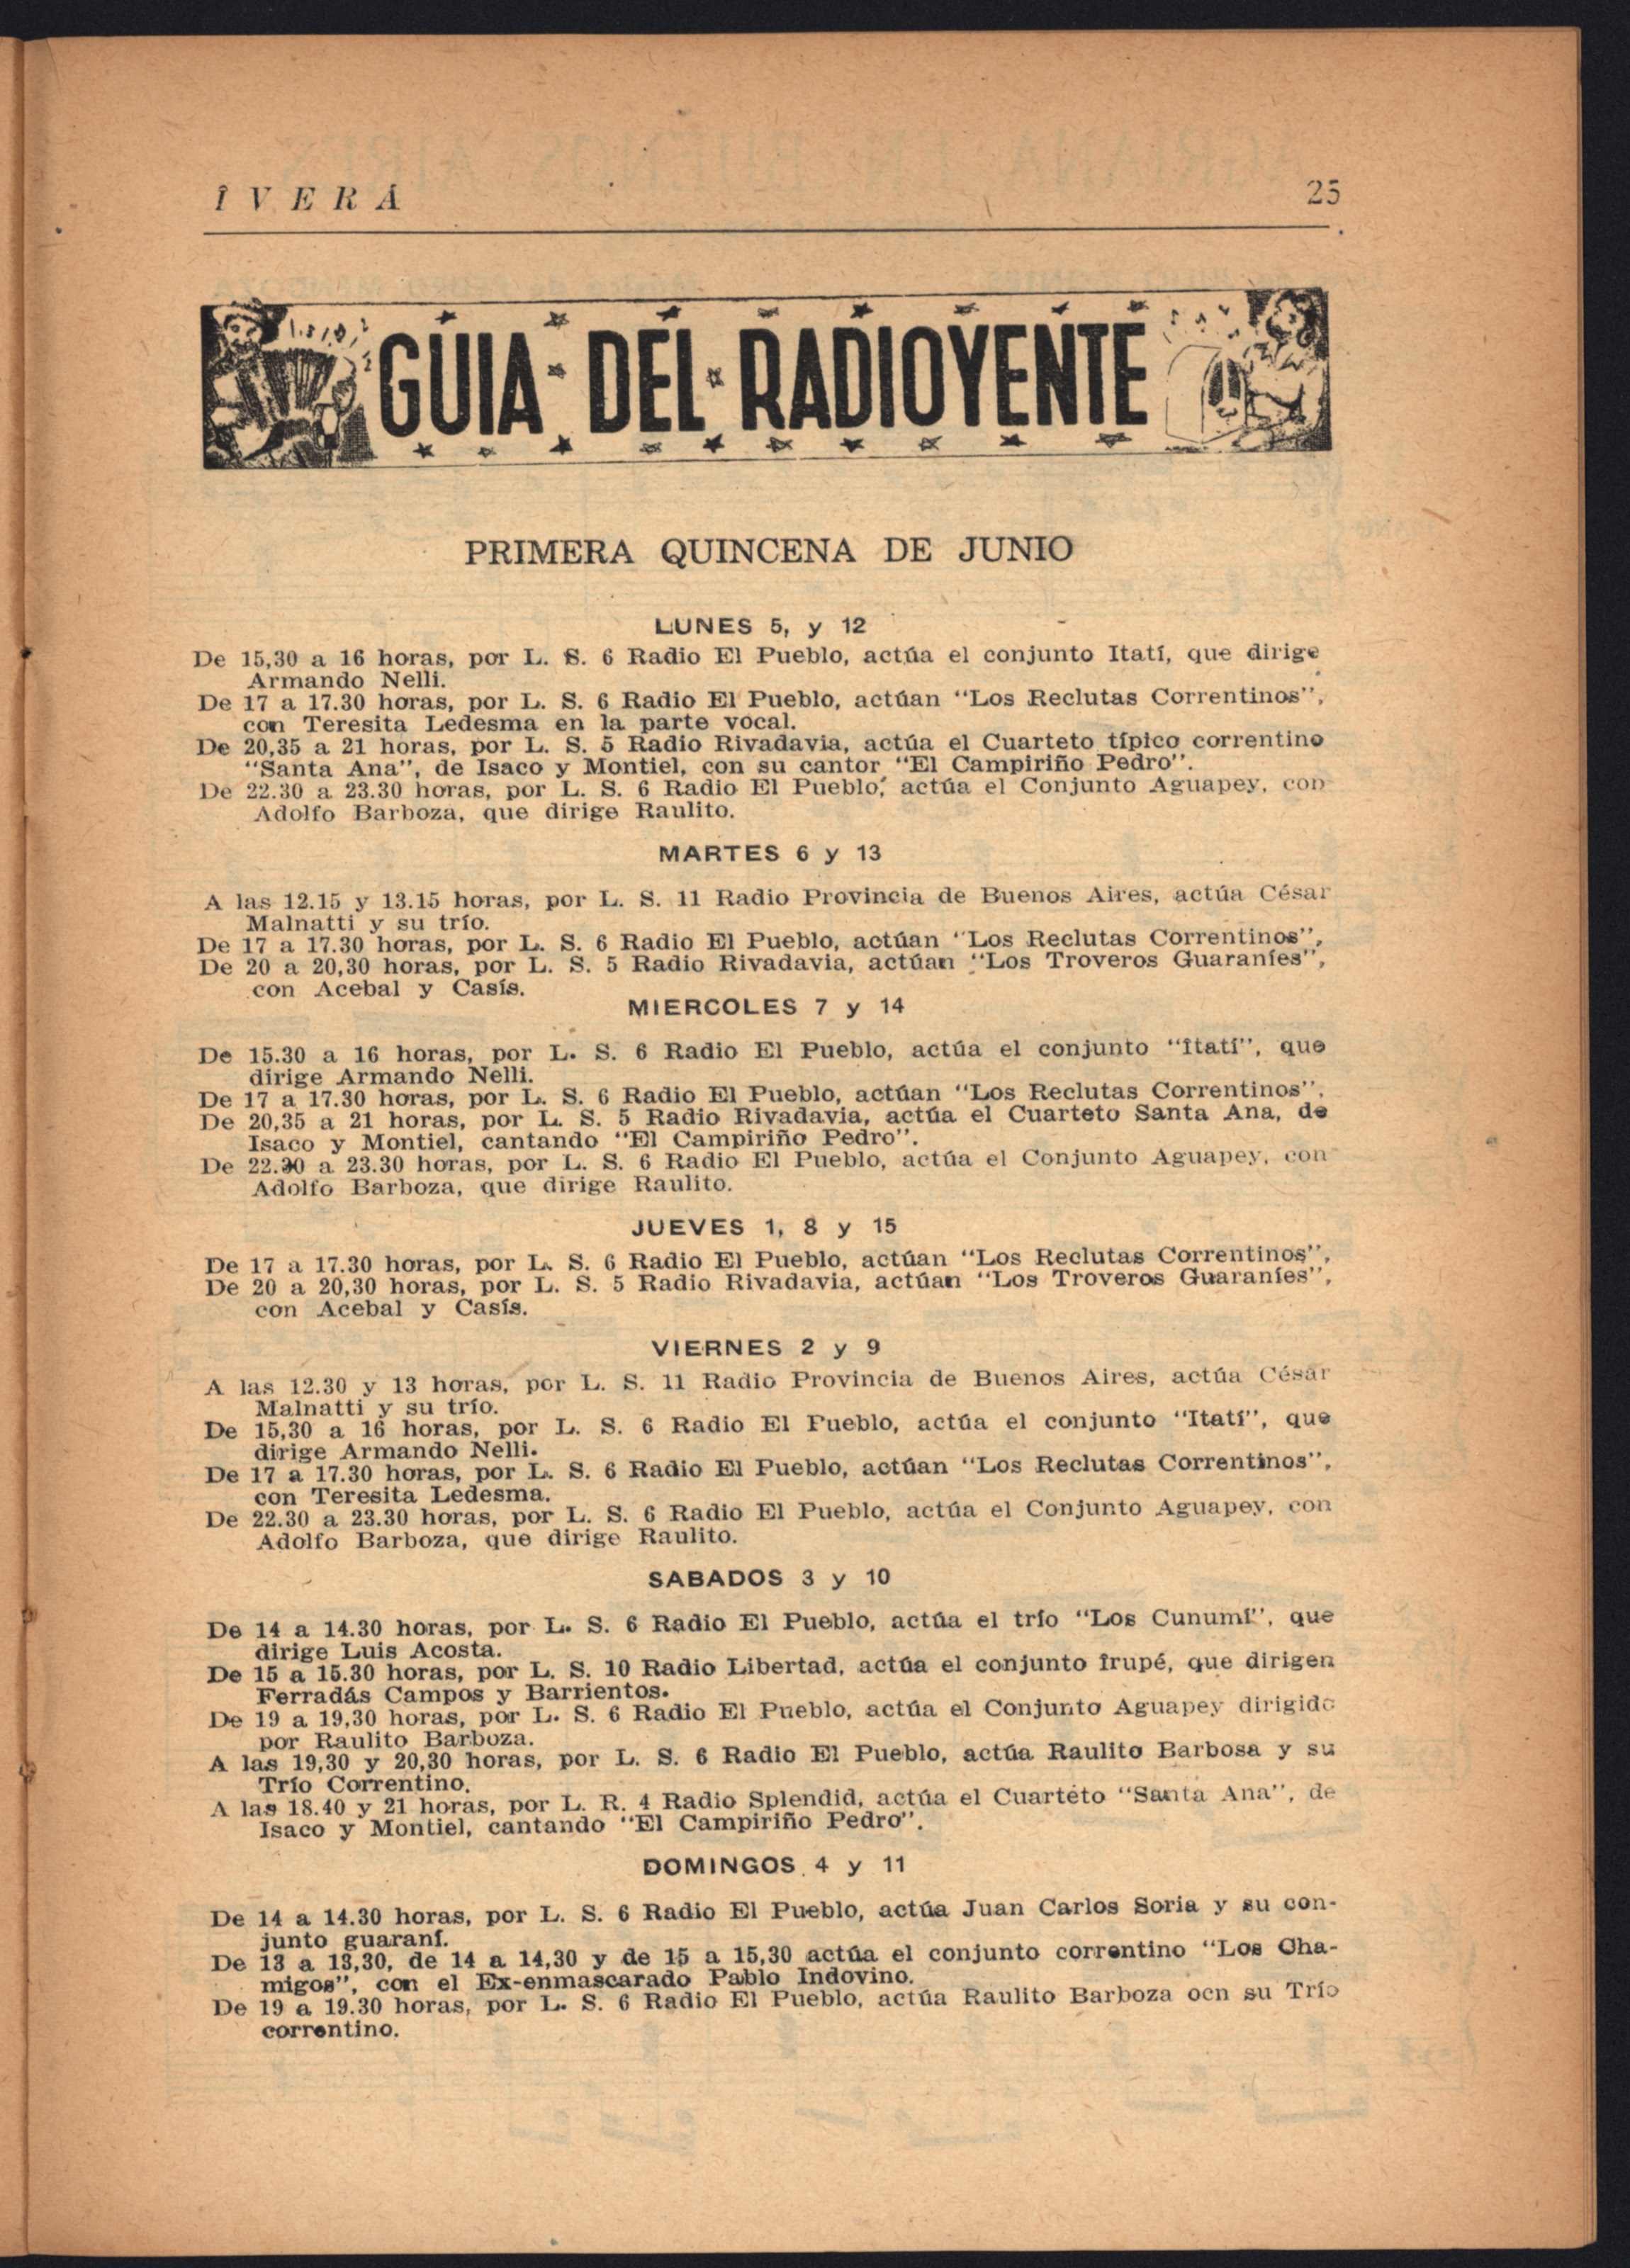 Î V E R Á
25
GUIA DEL RADIOYENTE
PRIMERA QUINCENA DE JUNIO
LUNES 5, y 12
De 15,30 a 16 horas, por L. S. 6 Radio El Pueblo, actúa el conjunto Itatí, que dirige
Armando Nelli.
De 17 a 17.30 horas, por L. S. 6 Radio El Pueblo, actúan "Los Reclutas Correntinos",
con Teresita Ledesma en la parte vocal.
De 20,35 a 21 horas, por L. S. 5 Radio Rivadavia, actúa el Cuarteto típico correntino
"Santa Ana", de Isaco y Montiel, con su cantor "El Campiriño Pedro".
De 22.30 a 23.30 horas, por L. S. 6 Radio El Pueblo, actúa el Conjunto Aguapey, con
Adolfo Barboza, que dirige Raulito.
MARTES 6 y 13
A las 12.15 y 13.15 horas, por L. S. 11 Radio Provincia de Buenos Aires, actúa César
Malnatti y su trío.
De 17 a 17.30 horas, por L. S. 6 Radio El Pueblo, actúan "Los Reclutas Correntinos",
De 20 a 20,30 horas, por L. S. 5 Radio Rivadavia, actúan "Los Troveros Guaraníes",
con Acebal y Casís.
MIERCOLES 7 y 14
De 15.30 a 16 horas, por L. S. 6 Radio El Pueblo, actúa el conjunto "Îtatí", que
dirige Armando Nelli.
De 17 a 17.30 horas, por L. S. 6 Radio El Pueblo, actúan "Los Reclutas Correntinos",
De 20,35 a 21 horas, por L. S. 5 Radio Rivadavia, actúa el Cuarteto Santa Ana, de
Isaco y Montiel, cantando "El Campiriño Pedro".
De 22.30 a 23.30 horas, por L. S. 6 Radio El Pueblo, actúa el Conjunto Aguapey, con
Adolfo Barboza, que dirige Raulito.
JUEVES 1, 8 y 15
De 17 a 17.30 horas, por L. S. 6 Radio El Pueblo, actúan "Los Reclutas Correntinos",
De 20 a 20,30 horas, por L. S. 5 Radio Rivadavia, actúan "Los Troveros Guaraníes",
con Acebal y Casís.
VIERNES 2 y 9
A las 12.30 y 13 horas, por L. S. 11 Radio Provincia de Buenos Aires, actúa César
Malnatti y su trío.
De 15,30 a 16 horas, por L. S. 6 Radio El Pueblo, actúa el conjunto "Itatí", que
dirige Armando Nelli.
De 17 a 17.30 horas, por L. S. 6 Radio El Pueblo, actúan "Los Reclutas Correntinos",
con Teresita Ledesma.
De 22.30 a 23.30 horas, por L. S. 6 Radio El Pueblo, actúa el Conjunto Aguapey, con
Adolfo Barboza, que dirige Raulito.
SABADOS 3 y 10
De 14 a 14.30 horas, por L. S. 6 Radio El Pueblo, actúa el trío "Los Cunumí", que
dirige Luis Acosta.
De 15 a 15.30 horas, por L. S. 10 Radio Libertad, actúa el conjunto Îrupé, que dirigen
Ferradás Campos y Barrientos.
De 19 a 19,30 horas, por L. S. 6 Radio El Pueblo, actúa el Conjunto Aguapey dirigido
por Raulito Barboza.
A las 19,30 y 20,30 horas, por L. S. 6 Radio El Pueblo, actúa Raulito Barbosa y su
Trío Correntino.
A las 18.40 y 21 horas, por L. R. 4 Radio Splendid, actúa el Cuarteto "Santa Ana", de
Isaco y Montiel, cantando "El Campiriño Pedro".
DOMINGOS 4 y 11
De 14 a 14.30 horas, por L. S. 6 Radio El Pueblo, actúa Juan Carlos Soria y su con-
junto guaraní.
De 13 a 13,30, de 14 a 14,30 y de 15 a 15,30 actúa el conjunto correntino "Los Cha-
migos", con el Ex-enmascarado Pablo Indovino.
De 19 a 19.30 horas, por L. S. 6 Radio El Pueblo, actúa Raulito Barboza ocn su Trío
correntino.